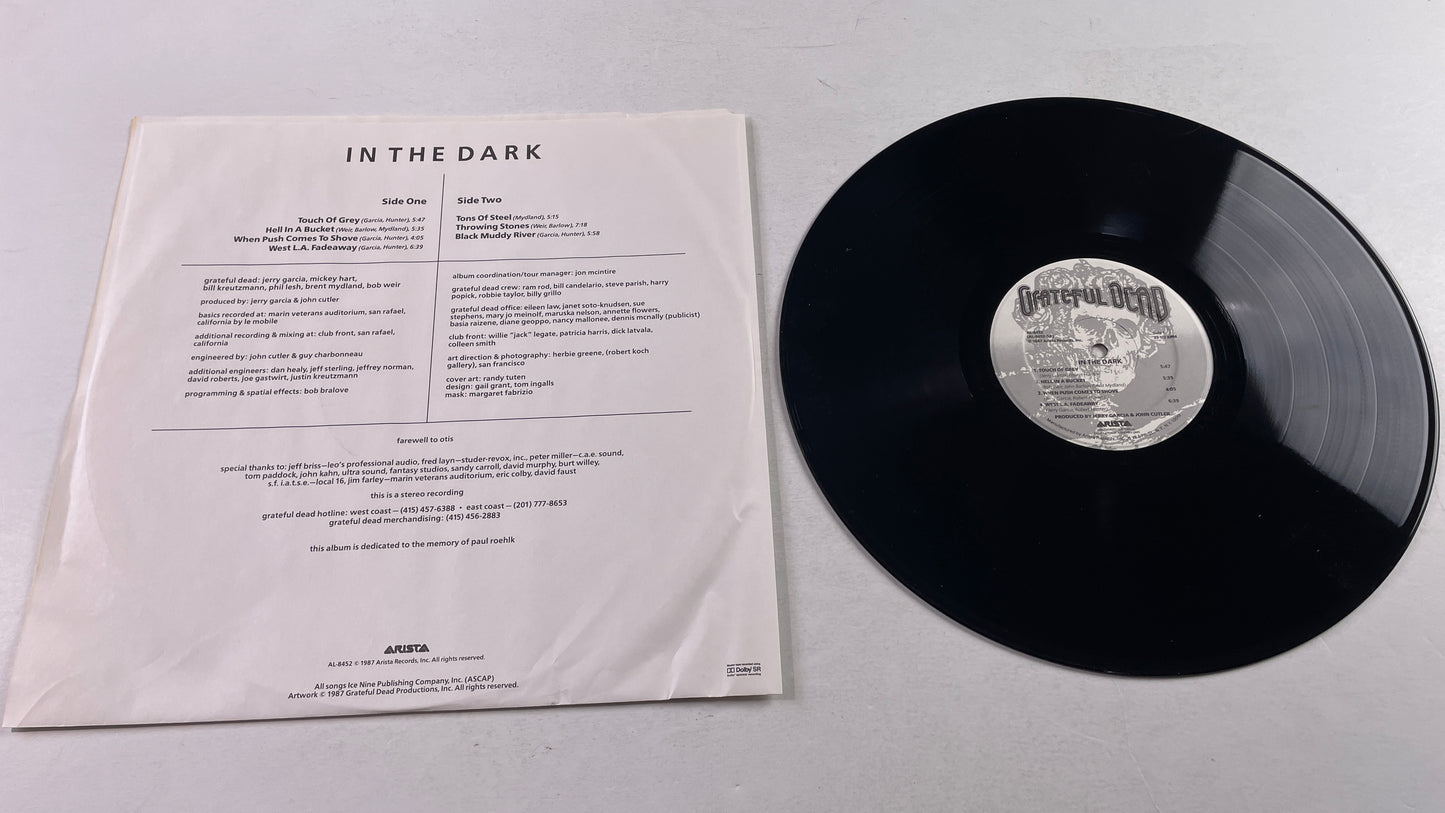 IN THE DARK
Side One
Touch Of Grey (Garcia, Hunter), 5:47
Hell In A Bucket (Weir, Barlow, Mydland), 5:35
When Push Comes To Shove (Garcia, Hunter), 4:05
West L.A. Fadeaway (Garcia, Hunter), 6:39
Side Two
Tons Of Steel (Mydland), 5:15
Throwing Stones (Weir, Barlow), 7:18
Black Muddy River (Garcia, Hunter), 5:58
grateful dead: jerry garcia, mickey hart,
bill kreutzmann, phil lesh, brent mydland, bob weir
produced by: jerry garcia & john cutler
basics recorded at: marin veterans auditorium, san rafael,
california by le mobile
additional recording & mixing at: club front, san rafael,
california
engineered by: john cutler & guy charbonneau
additional engineers: dan healy, jeff sterling, jeffrey norman,
david roberts, joe gastwirt, justin kreutzmann
programming & spatial effects: bob bralove
album coordination/tour manager: jon mcintire
grateful dead crew: ram rod, bill candelario, steve parish, harry
popick, robbie taylor, billy grillo
grateful dead office: eileen law, janet soto-knudsen, sue
stephens, mary jo meinolf, maruska nelson, annette flowers,
basia raizene, diane geoppo, nancy mallonee, dennis mcnally (publicist)
club front: willie "jack" legate, patricia harris, dick latvala,
colleen smith
art direction & photography: herbie greene, (robert koch
gallery), san francisco
cover art: randy tuten
design: gail grant, tom ingalls
mask: margaret fabrizio
farewell to otis
special thanks to: jeff briss—leo's professional audio, fred layn—studer-revox, inc., peter miller—c.a.e. sound,
tom paddock, john kahn, ultra sound, fantasy studios, sandy carroll, david murphy, burt willey,
s.f. i.a.t.s.e.—local 16, jim farley—marin veterans auditorium, eric colby, david faust
this is a stereo recording
grateful dead hotline: west coast — (415) 457-6388 • east coast — (201) 777-8653
grateful dead merchandising: (415) 456-2883
this album is dedicated to the memory of paul roehlk
ARISTA
AL-8452 © 1987 Arista Records, Inc. All rights reserved.
All songs Ice Nine Publishing Company, Inc. (ASCAP)
Artwork © 1987 Grateful Dead Productions, Inc. All rights reserved.
Dolby SR
GRATEFUL DEAD
© 1987 Arista Records, Inc.
IN THE DARK
1. TOUCH OF GREY 5:47
2. HELL IN A BUCKET 5:35
3. WHEN PUSH COMES TO SHOVE 4:05
4. WEST L.A. FADEAWAY 6:35
PRODUCED BY JERRY GARCIA & JOHN CUTLER
ARISTA